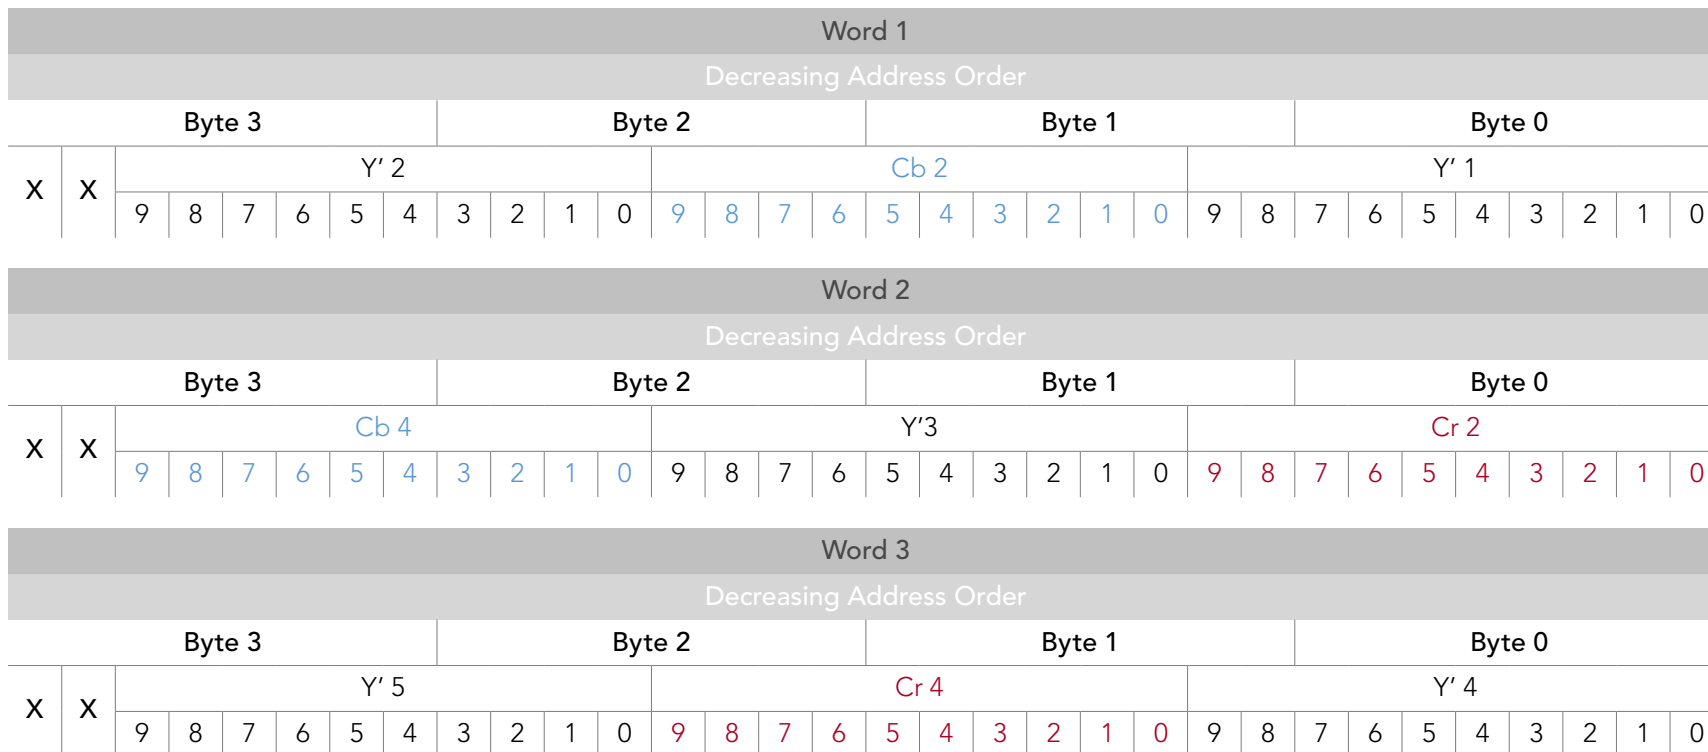 Word 1
Decreasing Address Order
Byte 3 Byte 2 Byte 1 Byte 0
X X Y’ 2 Cb 2 Y’ 1
9 8 7 6 5 4 3 2 1 0 9 8 7 6 5 4 3 2 1 0 9 8 7 6 5 4 3 2 1 0
Word 2
Decreasing Address Order
Byte 3 Byte 2 Byte 1 Byte 0
X X Cb 4 Y’3 Cr 2
9 8 7 6 5 4 3 2 1 0 9 8 7 6 5 4 3 2 1 0 9 8 7 6 5 4 3 2 1 0
Word 3
Decreasing Address Order
Byte 3 Byte 2 Byte 1 Byte 0
X X Y’ 5 Cr 4 Y’ 4
9 8 7 6 5 4 3 2 1 0 9 8 7 6 5 4 3 2 1 0 9 8 7 6 5 4 3 2 1 0